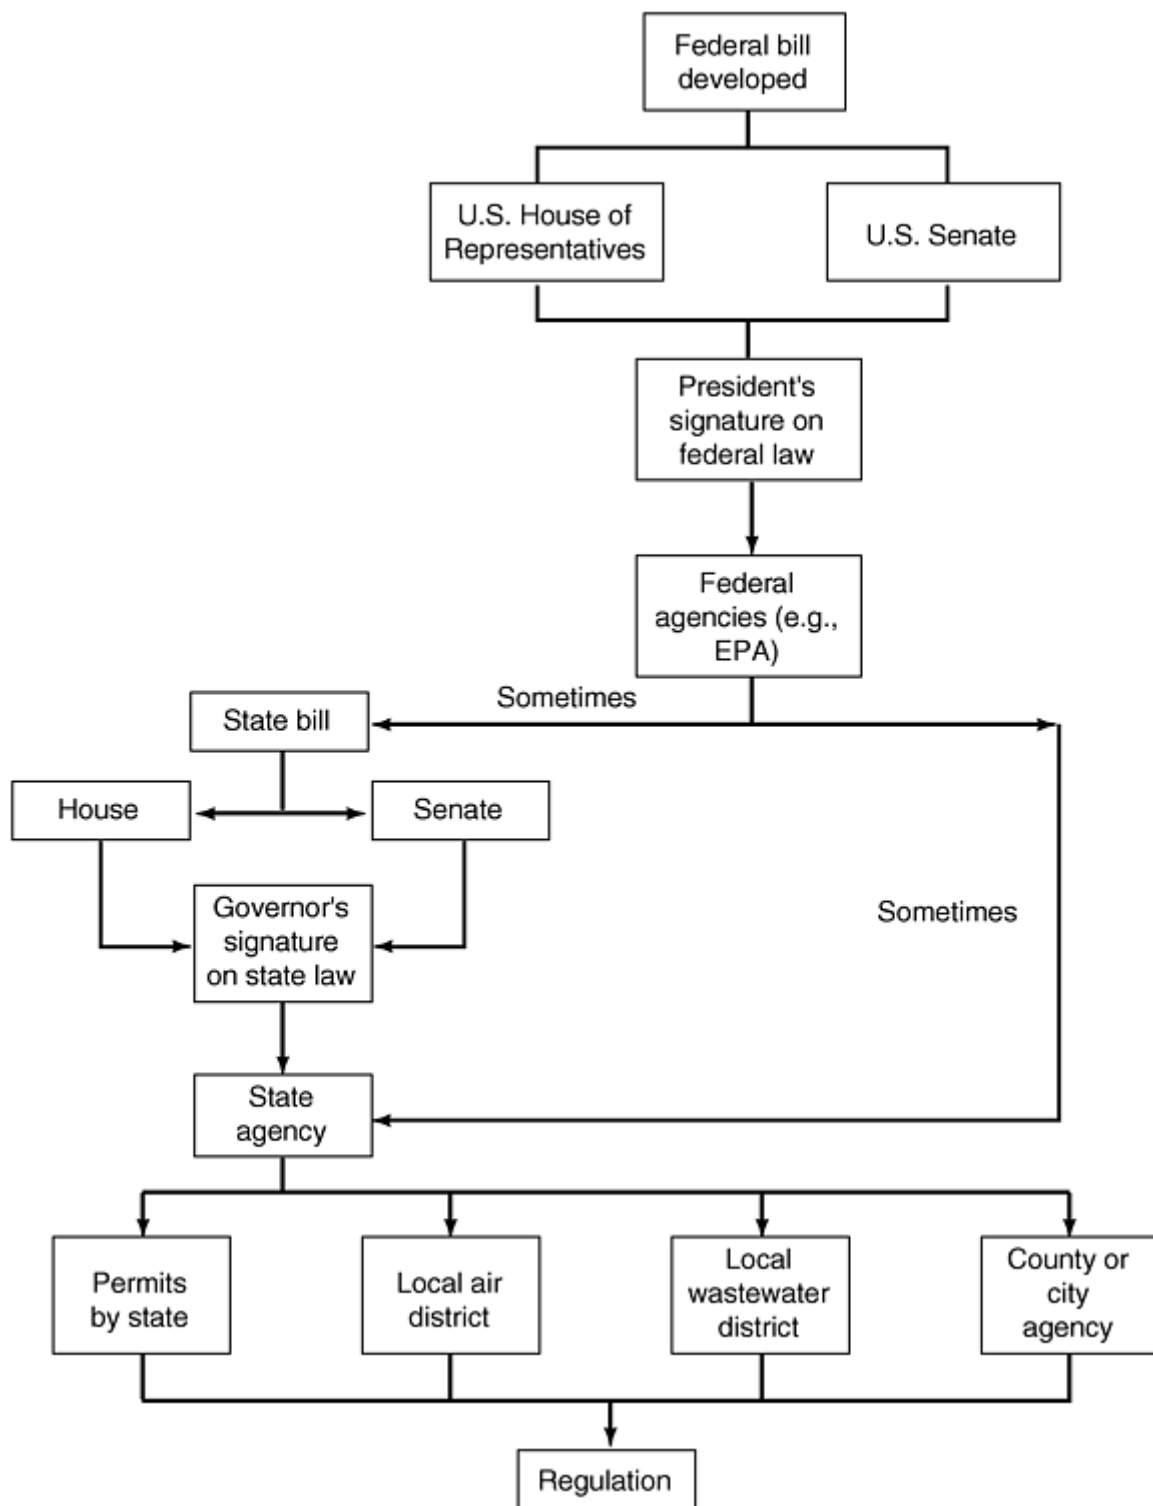 Federal bill
developed
U.S. House of
Representatives
U.S. Senate
President's
signature on
federal law
Federal
agencies (e.g.,
EPA)
Sometimes
State bill
House
Senate
Governor's
signature
on state law
Sometimes
State
agency
Permits
by state
Local air
district
Local
wastewater
district
County or
city
agency
Regulation